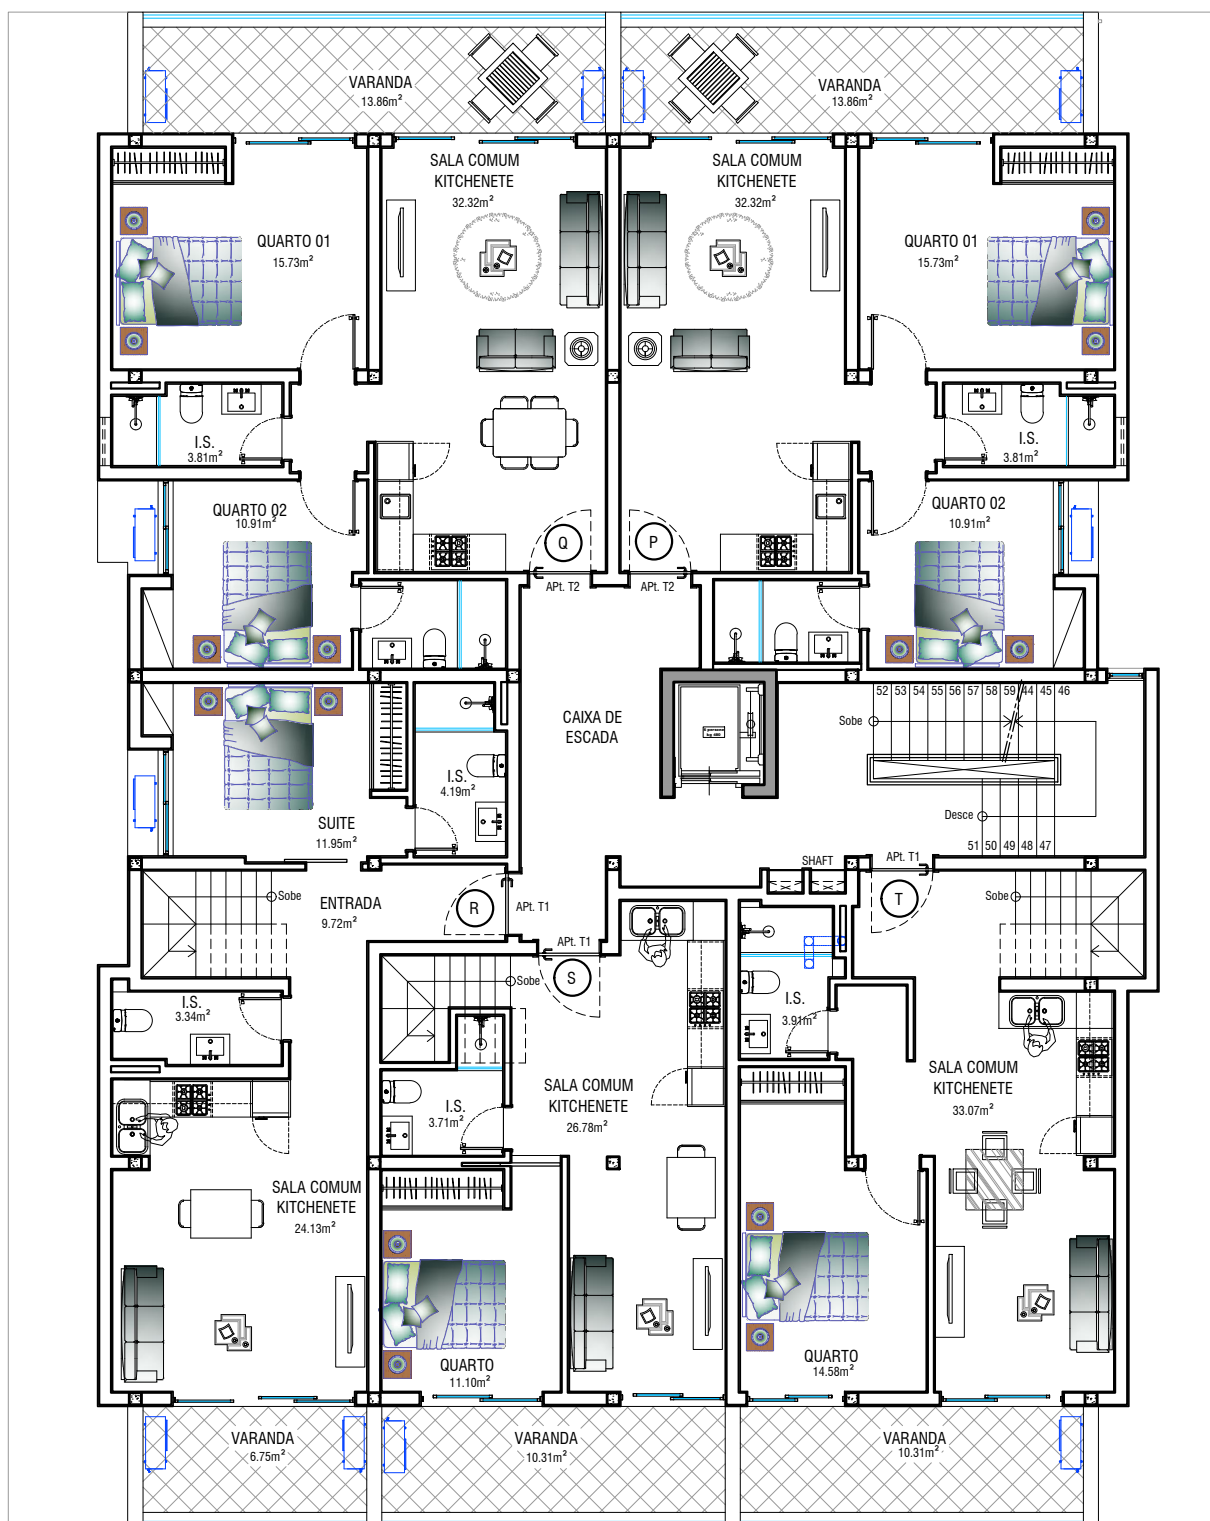 VARANDA
13.86m²
VARANDA
13.86m²
SALA COMUM
KITCHENETE
32.32m²
SALA COMUM
KITCHENETE
32.32m²
QUARTO 01
15.73m²
QUARTO 01
15.73m²
I.S.
3.81m²
I.S.
3.81m²
QUARTO 02
10.91m²
QUARTO 02
10.91m²
Q
P
APt. T2
APt. T2
CAIXA DE
ESCADA
52 53 54 55 56 57 58 59 44 45 46
Sobe
Desce
51 50 49 48 47
I.S.
4.19m²
SUITE
11.95m²
SHAFT
APt. T1
Sobe
ENTRADA
9.72m²
R
APt. T1
T
Sobe
APt. T1
S
Sobe
I.S.
3.34m²
I.S.
3.91m²
SALA COMUM
KITCHENETE
26.78m²
SALA COMUM
KITCHENETE
33.07m²
I.S.
3.71m²
SALA COMUM
KITCHENETE
24.13m²
QUARTO
11.10m²
QUARTO
14.58m²
VARANDA
6.75m²
VARANDA
10.31m²
VARANDA
10.31m²